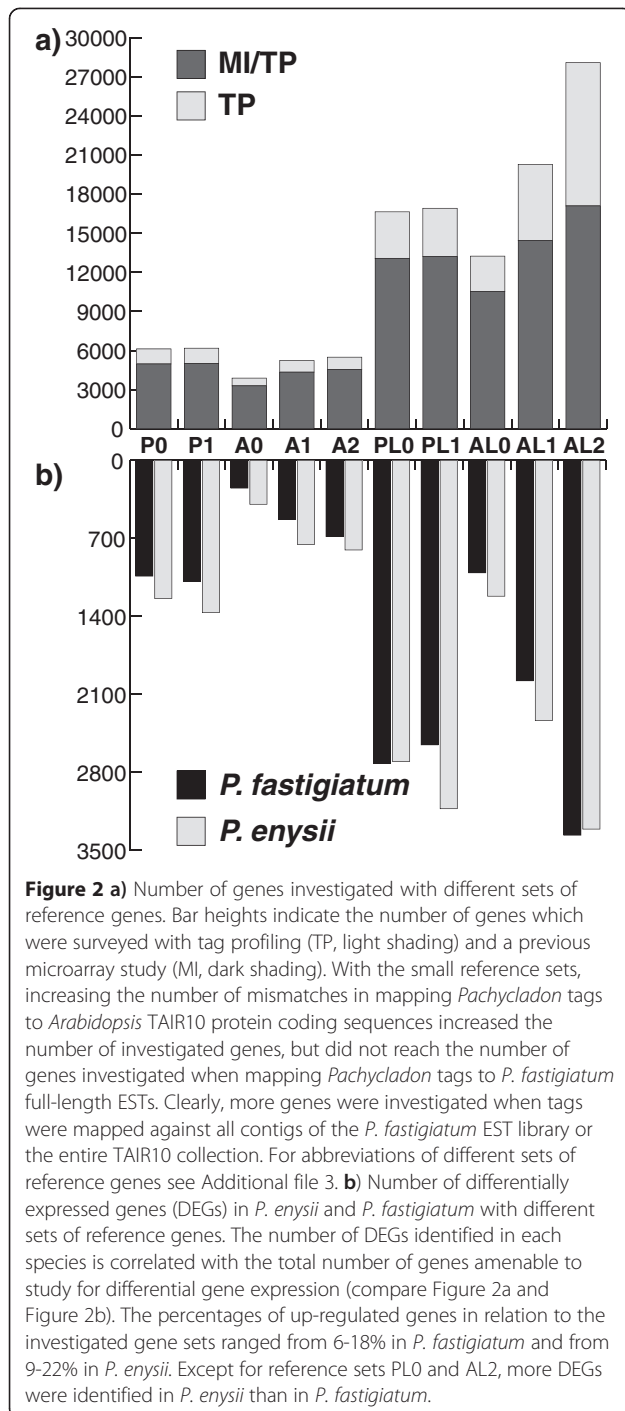 a)
30000
27000
24000
21000
18000
15000
12000
9000
6000
3000
0
MI/TP
TP
P0 P1 A0 A1 A2 PL0 PL1 AL0 AL1 AL2
b)
0
700
1400
2100
2800
3500
P. fastigiatum
P. enysii
Figure 2 a) Number of genes investigated with different sets of
reference genes. Bar heights indicate the number of genes which
were surveyed with tag profiling (TP, light shading) and a previous
microarray study (MI, dark shading). With the small reference sets,
increasing the number of mismatches in mapping Pachycladon tags
to Arabidopsis TAIR10 protein coding sequences increased the
number of investigated genes, but did not reach the number of
genes investigated when mapping Pachycladon tags to P. fastigiatum
full-length ESTs. Clearly, more genes were investigated when tags
were mapped against all contigs of the P. fastigiatum EST library or
the entire TAIR10 collection. For abbreviations of different sets of
reference genes see Additional file 3. b) Number of differentially
expressed genes (DEGs) in P. enysii and P. fastigiatum with different
sets of reference genes. The number of DEGs identified in each
species is correlated with the total number of genes amenable to
study for differential gene expression (compare Figure 2a and
Figure 2b). The percentages of up-regulated genes in relation to the
investigated gene sets ranged from 6-18% in P. fastigiatum and from
9-22% in P. enysii. Except for reference sets PL0 and AL2, more DEGs
were identified in P. enysii than in P. fastigiatum.